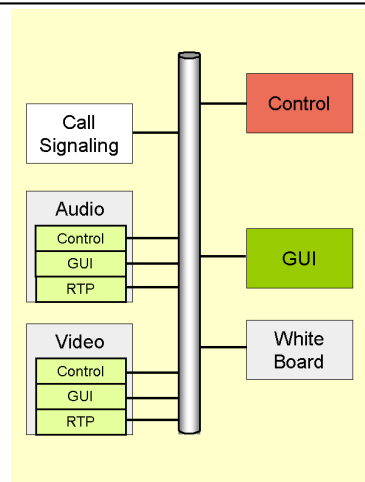 Control
Call
Signaling
Audio
Control
GUI
RTP
GUI
Video
Control
GUI
RTP
White
Board